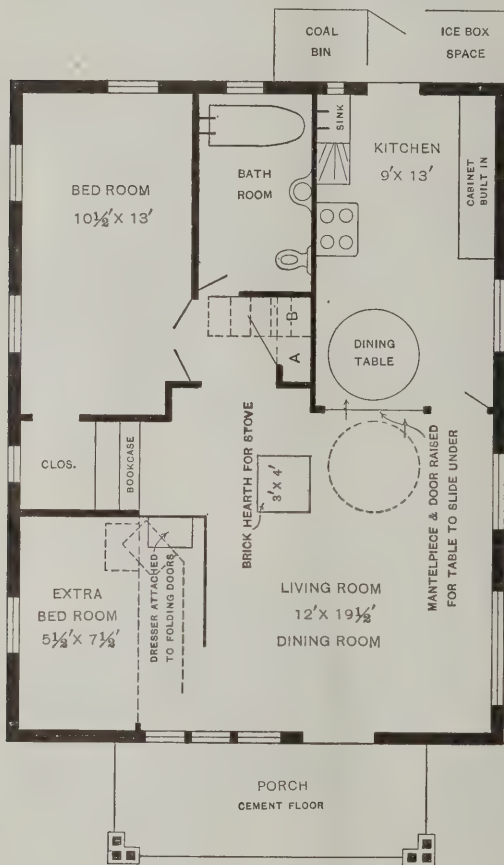 COAL
BIN
ICE BOX
SPACE
SINK
KITCHEN
9'X 13'
CABINET
BUILT IN
BED ROOM
10½'X 13'
BATH
ROOM
B
A
DINING
TABLE
CLOS.
BOOKCASE
BRICK HEARTH FOR STOVE
3'X 4'
MANTELPIECE & DOOR RAISED
FOR TABLE TO SLIDE UNDER
EXTRA
BED ROOM
5½'X 7½'
DRESSER ATTACHED
TO FOLDING DOORS
LIVING ROOM
12'X 19½'
DINING ROOM
PORCH
CEMENT FLOOR